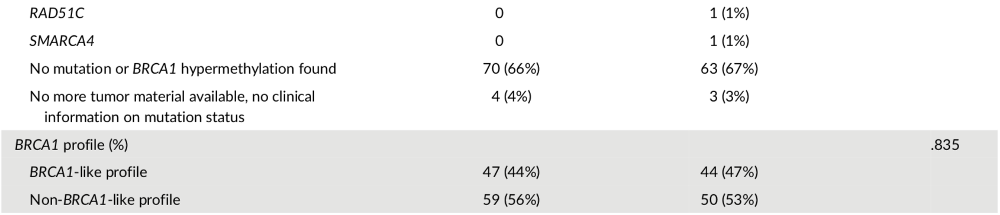 RAD51C 0 1 (1%)
SMARCA4 0 1 (1%)
No mutation or BRCA1 hypermethylation found 70 (66%) 63 (67%)
No more tumor material available, no clinical 4 (4%) 3 (3%)
information on mutation status
BRCA1 profile (%) .835
BRCA1-like profile 47 (44%) 44 (47%)
Non-BRCA1-like profile 59 (56%) 50 (53%)